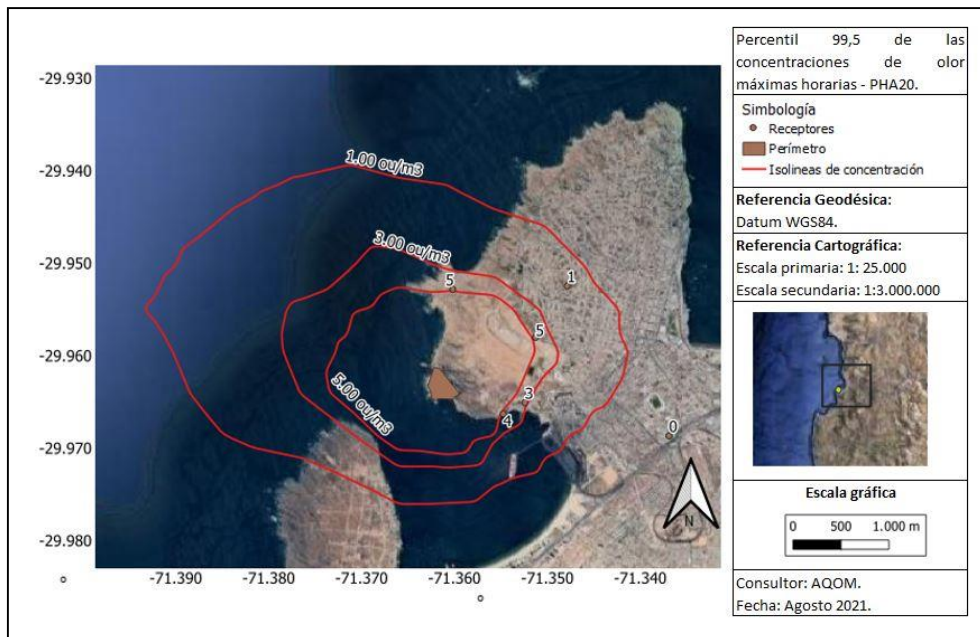 -29.930
-29.940
-29.950
-29.960
-29.970
-29.980
1.00 ou/m3
3.00 ou/m3
5.00 ou/m3
5
1
5
3
4
0
N
-71.390
-71.380
-71.370
-71.360
-71.350
-71.340
°
°
Percentil 99,5 de las
concentraciones de olor
máximas horarias - PHA20.
Simbología
Receptores
Perímetro
Isolineas de concentración
Referencia Geodésica:
Datum WGS84.
Referencia Cartográfica:
Escala primaria: 1: 25.000
Escala secundaria: 1:3.000.000
Escala gráfica
0 500 1.000 m
Consultor: AQOM.
Fecha: Agosto 2021.